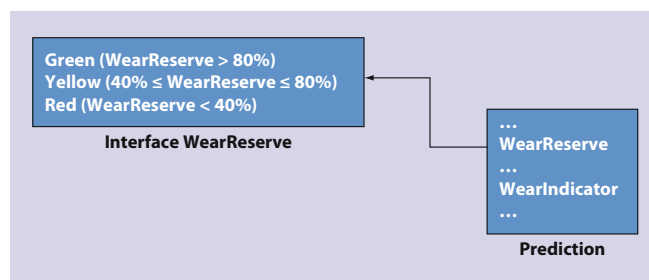 Green (WearReserve > 80%)
Yellow (40% ≤ WearReserve ≤ 80%)
Red (WearReserve < 40%)
Interface WearReserve
...
WearReserve
...
WearIndicator
...
Prediction